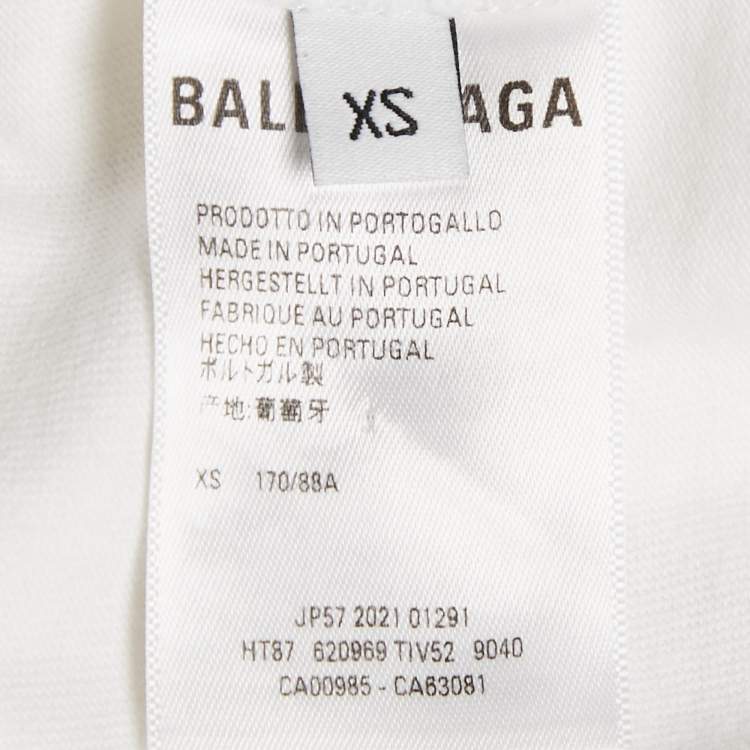 XS
BAL AGA
PRODOTTO IN PORTOGALLO
MADE IN PORTUGAL
HERGESTELLT IN PORTUGAL
FABRIQUE AU PORTUGAL
HECHO EN PORTUGAL
ポルトガル製
产地:葡萄牙
XS 170/88A
JP57 2021 01291
HT87 620969 TIV52 9040
CA00985 - CA63081